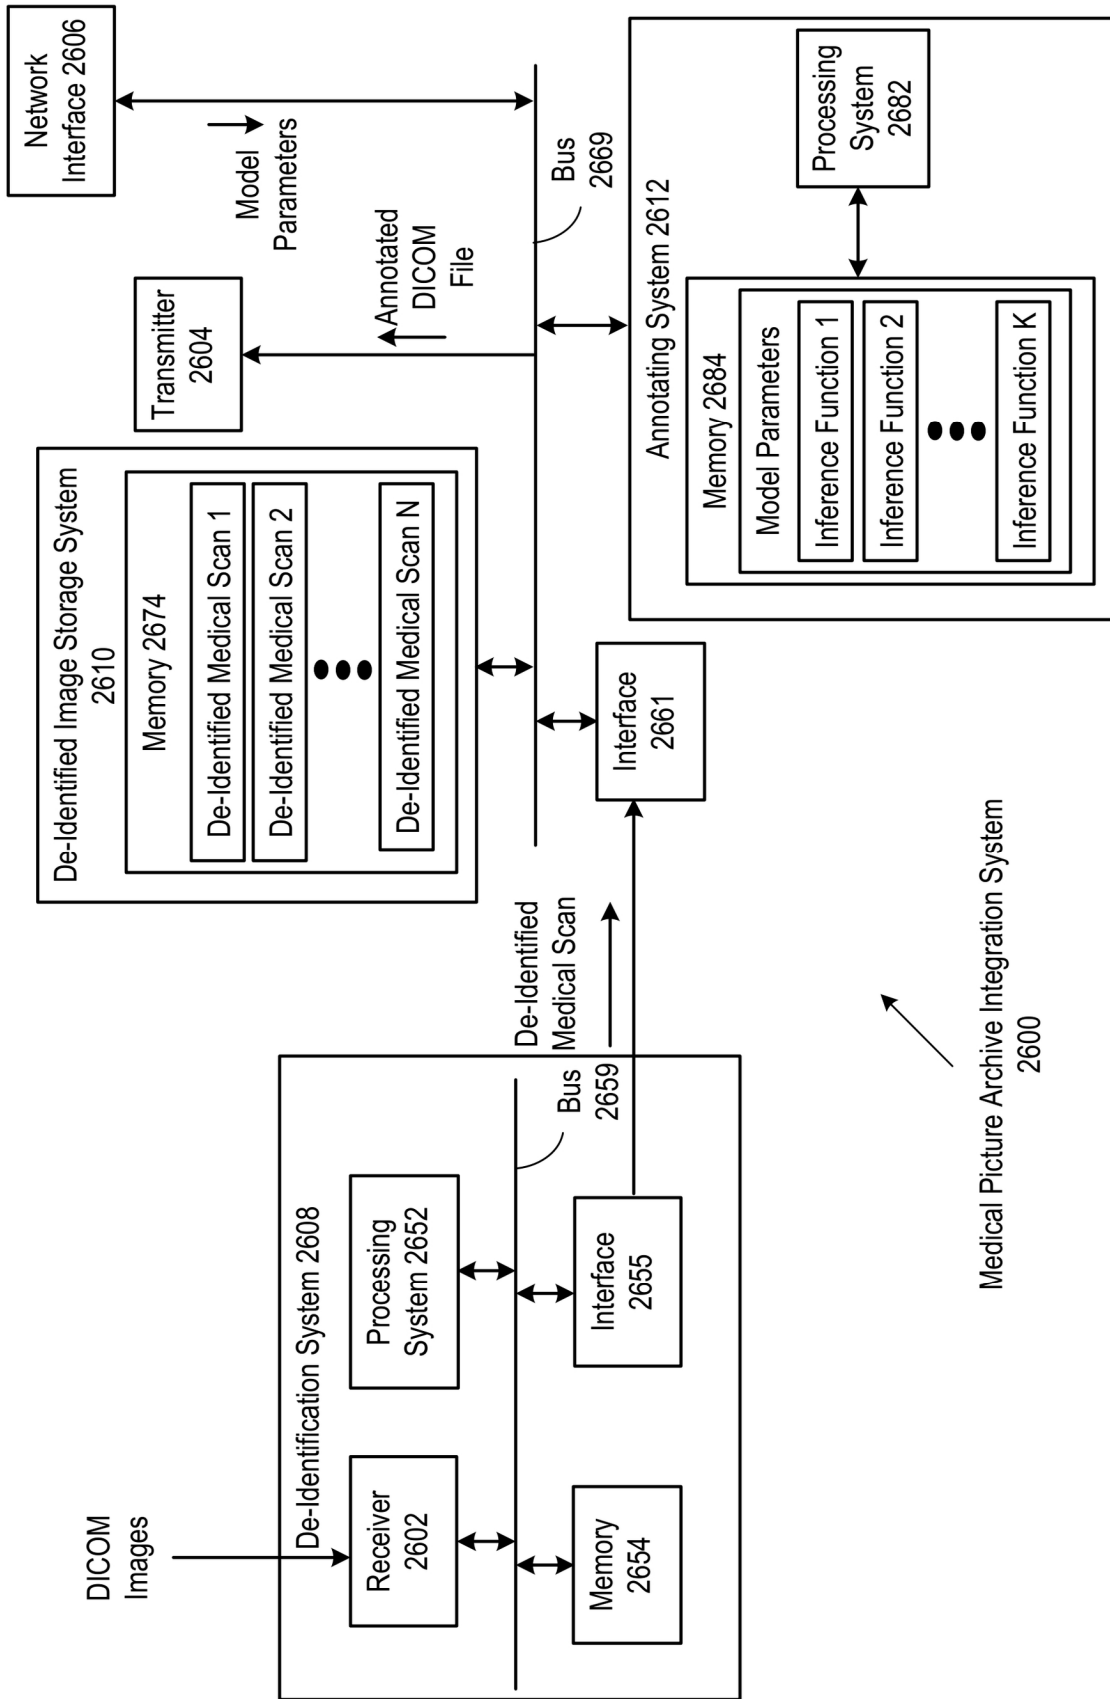 DICOM
Images
De-Identification System 2608
Receiver
2602
Processing
System 2652
Bus
2659
Memory
2654
Interface
2655
De-Identified
Medical Scan
De-Identified Image Storage System
2610
Memory 2674
De-Identified Medical Scan 1
De-Identified Medical Scan 2
De-Identified Medical Scan N
Transmitter
2604
Annotated
DICOM
File
Network
Interface 2606
Model
Parameters
Bus
2669
Interface
2661
Annotating System 2612
Memory 2684
Model Parameters
Inference Function 1
Inference Function 2
Inference Function K
Processing
System
2682
Medical Picture Archive Integration System
2600